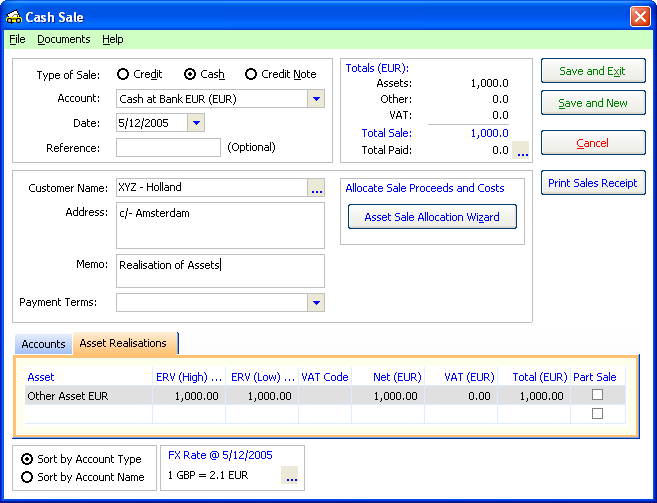 Cash Sale
File Documents Help
Type of Sale: Credit Cash Credit Note
Account: Cash at Bank EUR (EUR)
Date: 5/12/2005
Reference: (Optional)
Totals (EUR):
Assets: 1,000.0
Other: 0.0
VAT: 0.0
Total Sale: 1,000.0
Total Paid: 0.0 ...
Save and Exit
Save and New
Cancel
Print Sales Receipt
Customer Name: XYZ - Holland ...
Address: c/- Amsterdam
Memo: Realisation of Assets
Payment Terms:
Allocate Sale Proceeds and Costs
Asset Sale Allocation Wizard
Accounts Asset Realisations
Asset ERV (High) ... ERV (Low) ... VAT Code Net (EUR) VAT (EUR) Total (EUR) Part Sale
Other Asset EUR 1,000.00 1,000.00 1,000.00 0.00 1,000.00
Sort by Account Type
Sort by Account Name
FX Rate @ 5/12/2005
1 GBP = 2.1 EUR ...